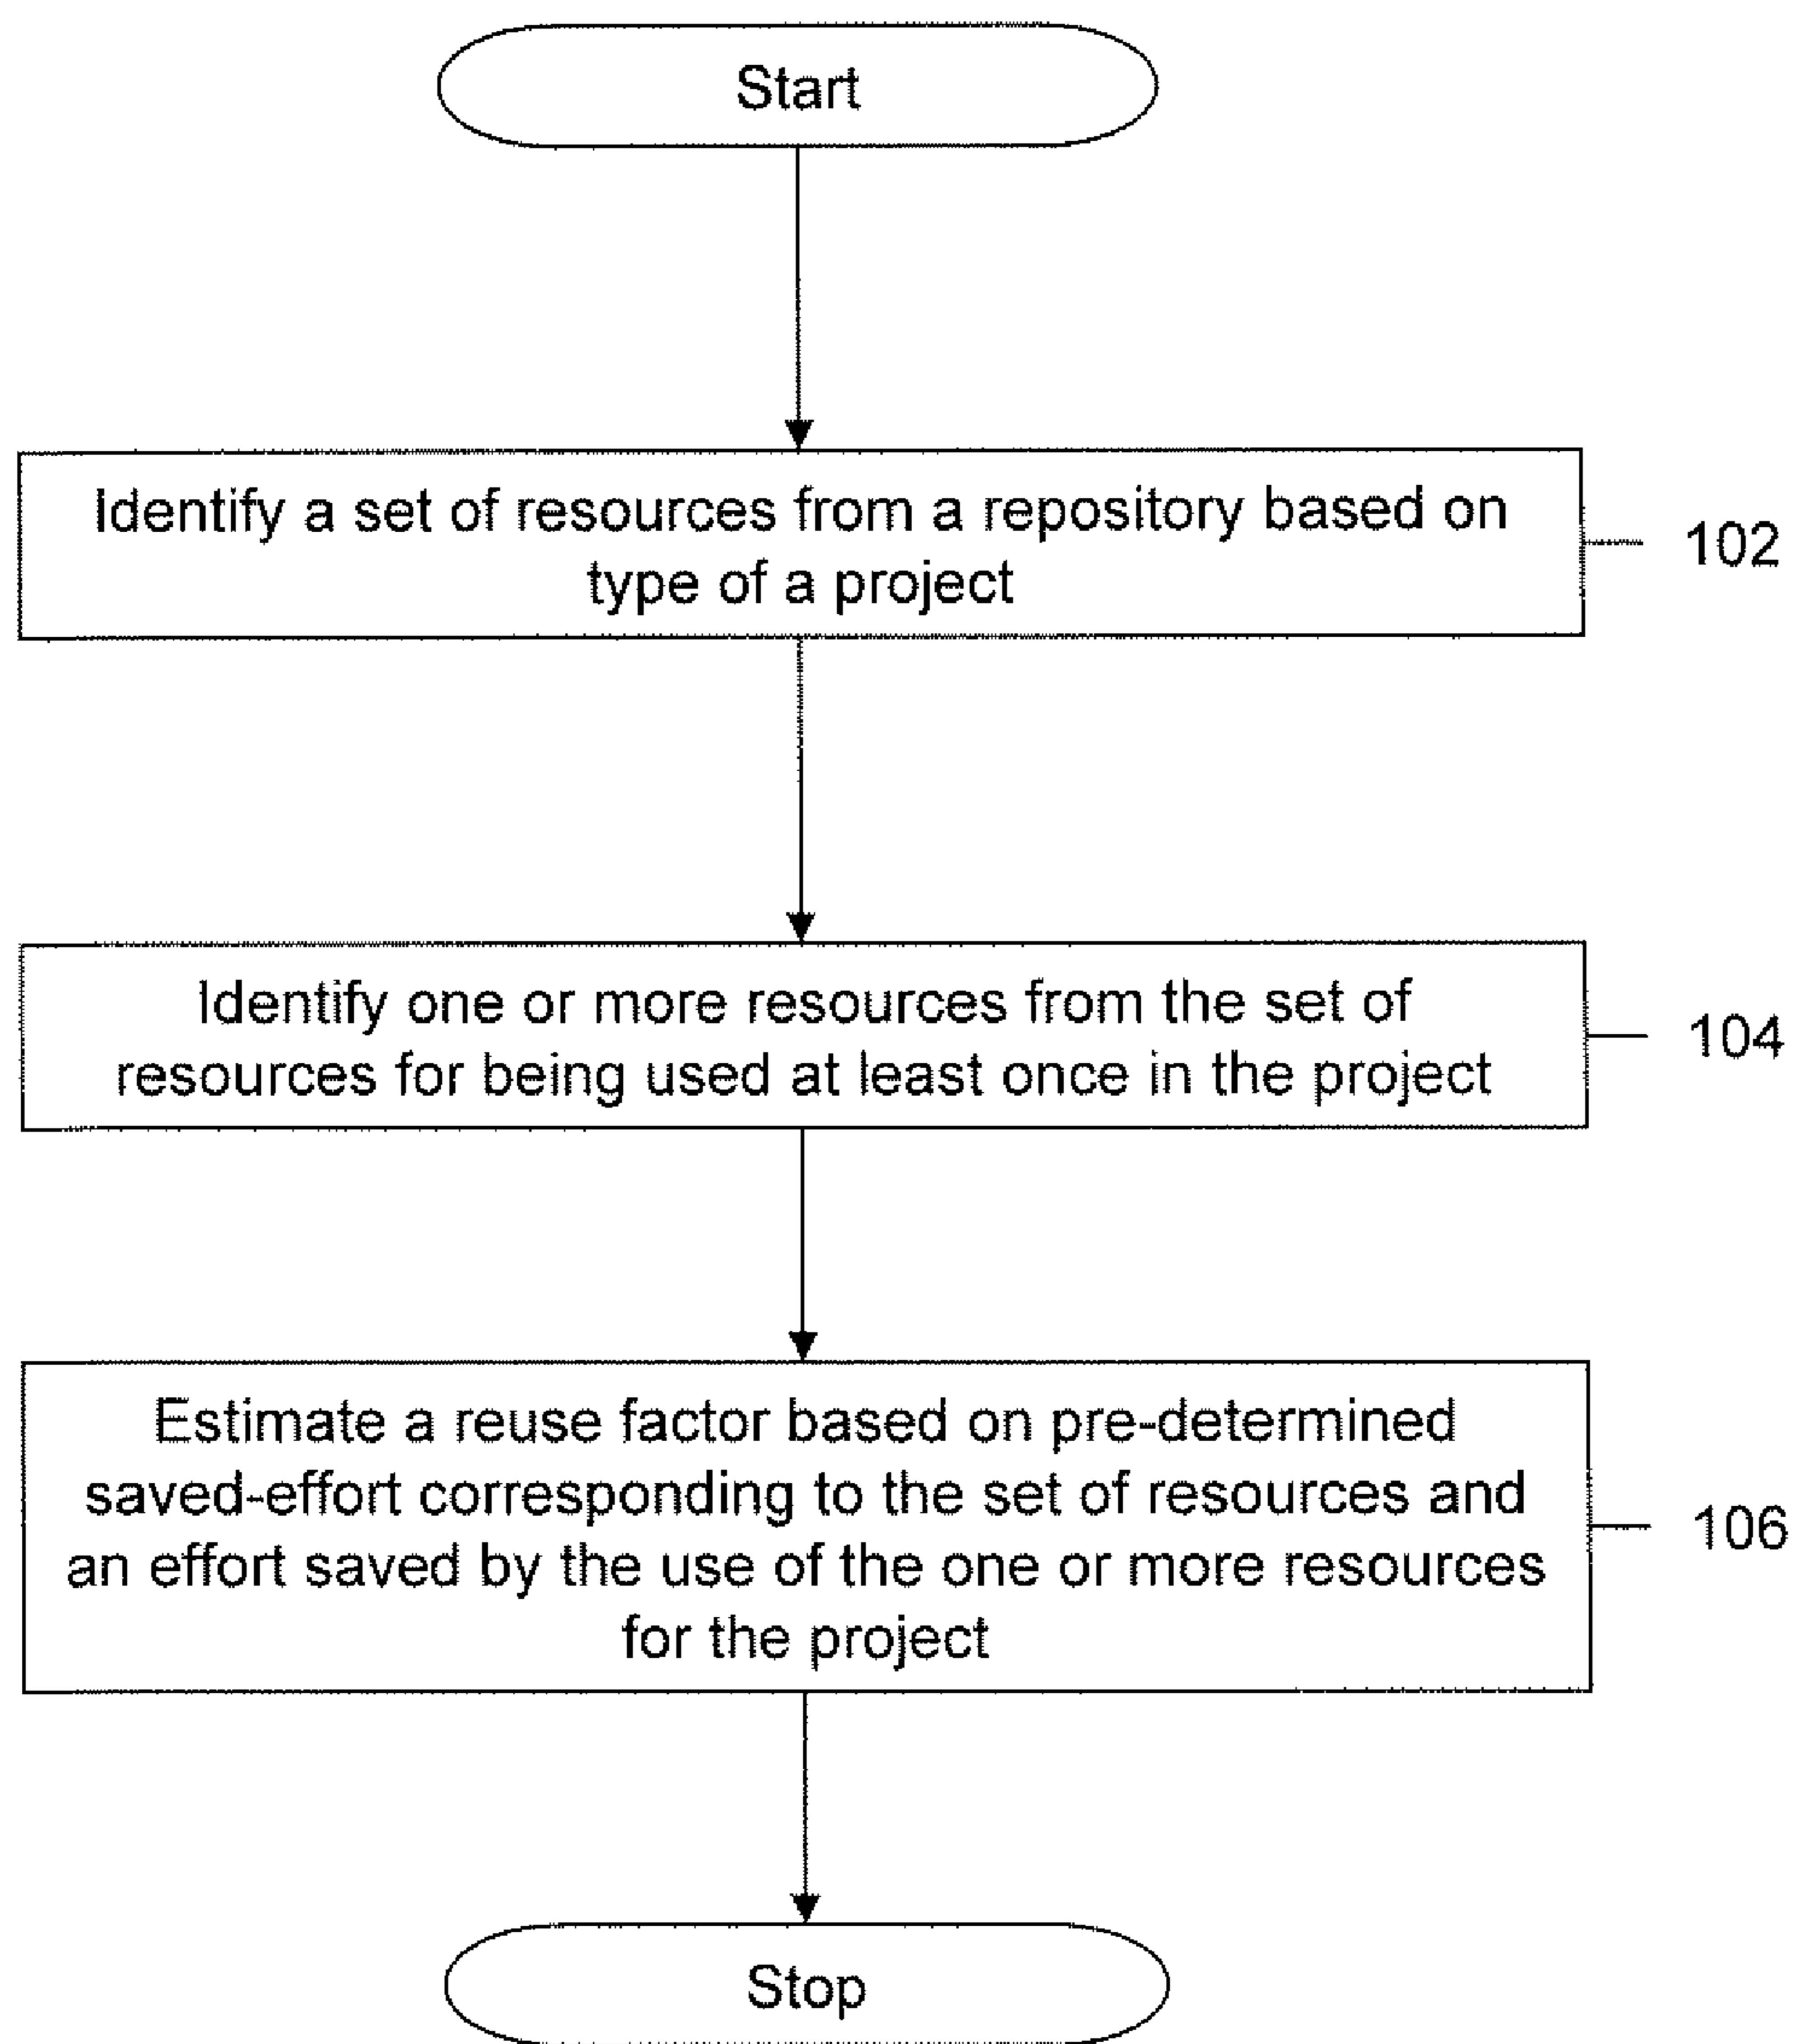 Start
Identify a set of resources from a repository based on
type of a project
102
Identify one or more resources from the set of
resources for being used at least once in the project
104
Estimate a reuse factor based on pre-determined
saved-effort corresponding to the set of resources and
an effort saved by the use of the one or more resources
for the project
106
Stop